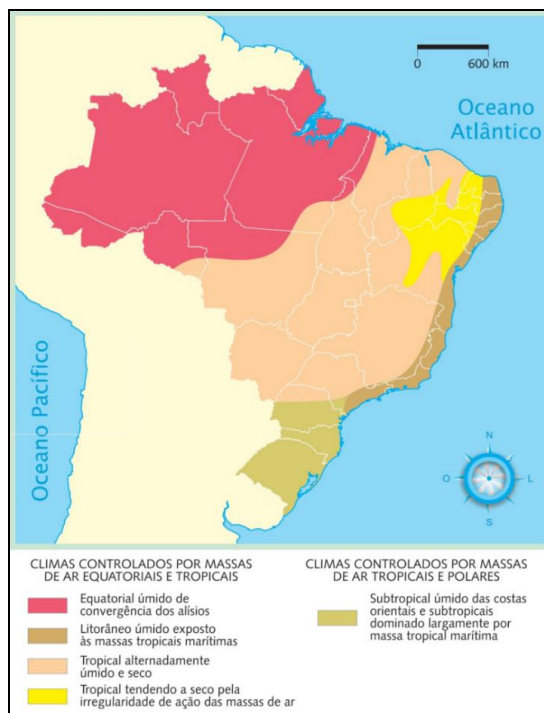 0 600 km
Oceano
Atlântico
Oceano Pacífico
N
O L
S
CLIMAS CONTROLADOS POR MASSAS
DE AR EQUATORIAIS E TROPICAIS
Equatorial úmido de
convergência dos alísios
Litorâneo úmido exposto
às massas tropicais marítimas
Tropical alternadamente
úmido e seco
Tropical tendendo a seco pela
irregularidade de ação das massas de ar
CLIMAS CONTROLADOS POR MASSAS
DE AR TROPICAIS E POLARES
Subtropical úmido das costas
orientais e subtropicais
dominado largamente por
massa tropical marítima